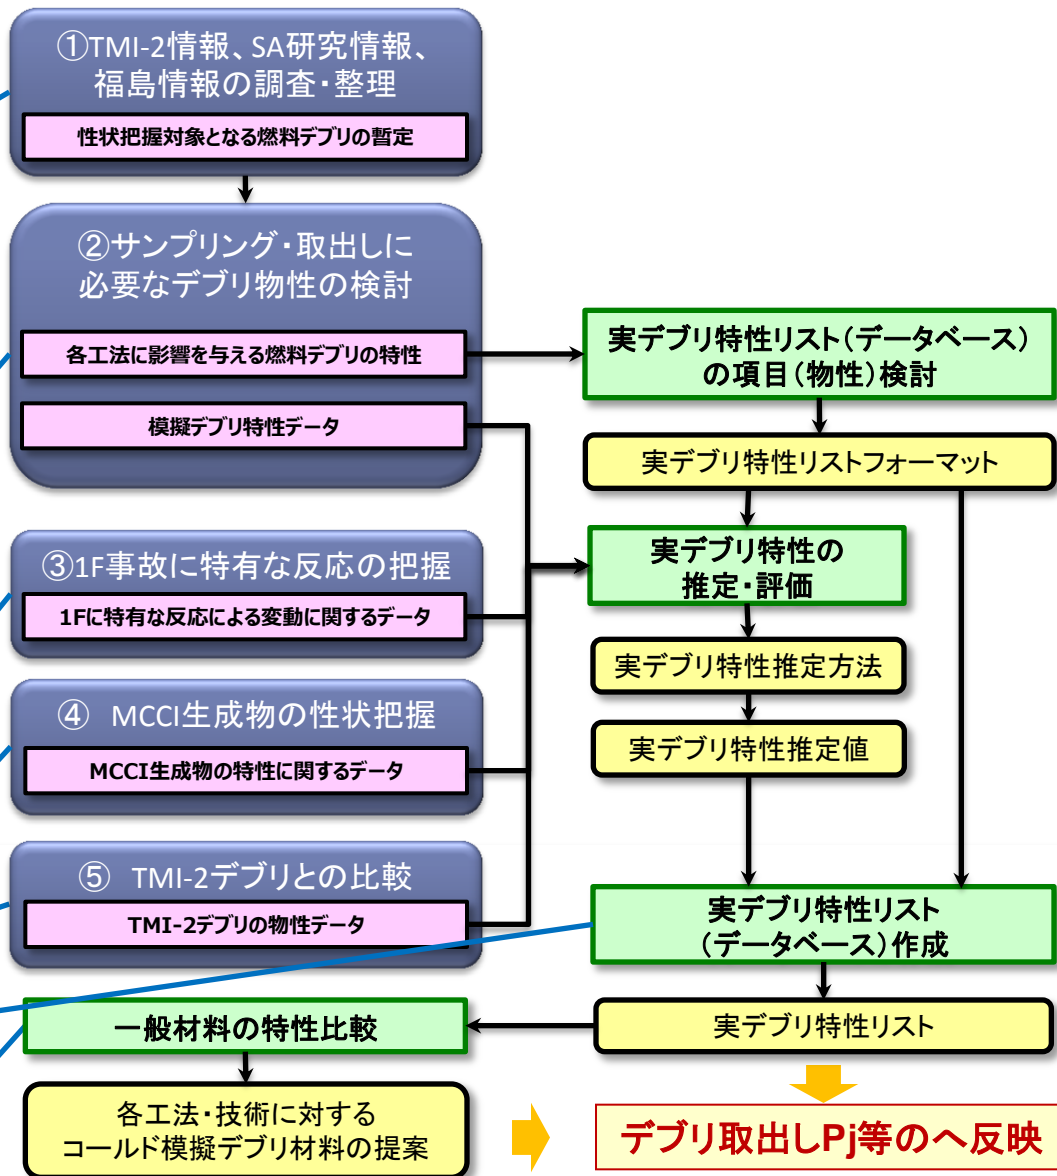 ①TMI-2情報、SA研究情報、
福島情報の調査・整理
性状把握対象となる燃料デブリの暫定
②サンプリング・取出しに
必要なデブリ物性の検討
各工法に影響を与える燃料デブリの特性
模擬デブリ特性データ
③1F事故に特有な反応の把握
1Fに特有な反応による変動に関するデータ
④ MCCI生成物の性状把握
MCCI生成物の特性に関するデータ
⑤ TMI-2デブリとの比較
TMI-2デブリの物性データ
実デブリ特性リスト(データベース)
の項目(物性)検討
実デブリ特性リストフォーマット
実デブリ特性の
推定・評価
実デブリ特性推定方法
実デブリ特性推定値
実デブリ特性リスト
(データベース)作成
実デブリ特性リスト
一般材料の特性比較
各工法・技術に対する
コールド模擬デブリ材料の提案
デブリ取出しPj等のへ反映